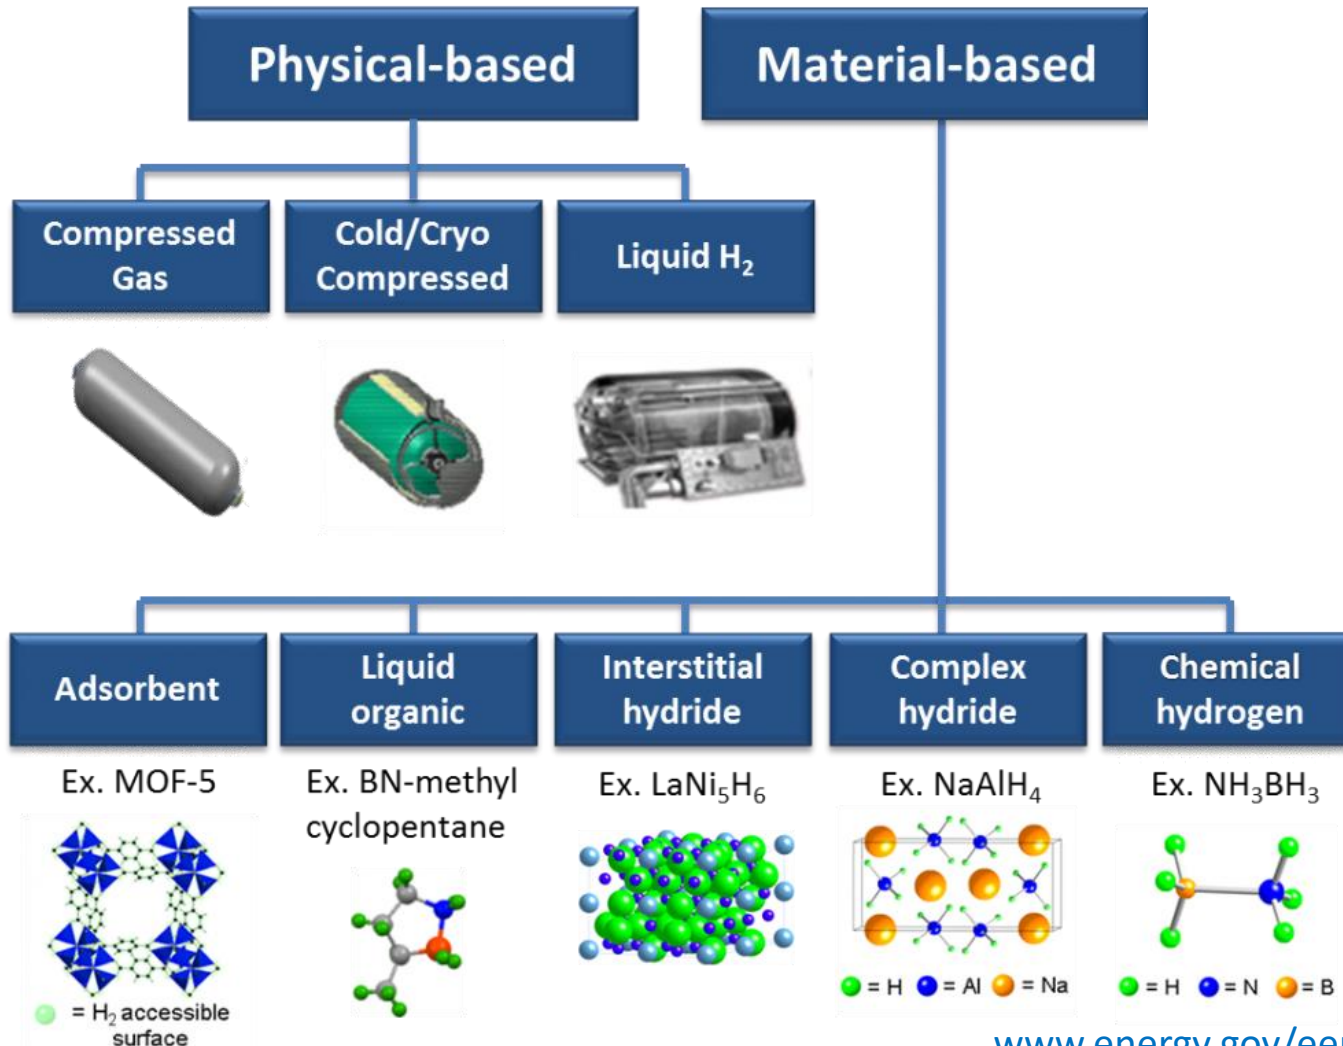 Physical-based
Material-based
Compressed
Gas
Cold/Cryo
Compressed
Liquid H₂
Adsorbent
Liquid
organic
Interstitial
hydride
Complex
hydride
Chemical
hydrogen
Ex. MOF-5
Ex. BN-methyl
cyclopentane
Ex. LaNi₅H₆
Ex. NaAlH₄
Ex. NH₃BH₃
= H₂ accessible
surface
= H = Al = Na
= H = N = B